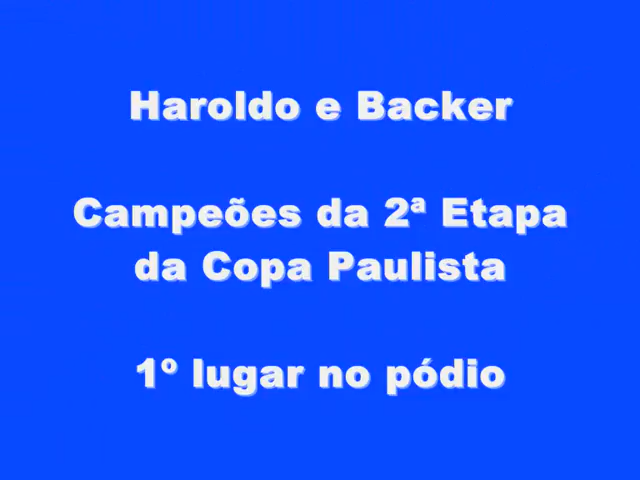 Haroldo e Backer
Campeões da 2ª Etapa
da Copa Paulista
1º lugar no pódio